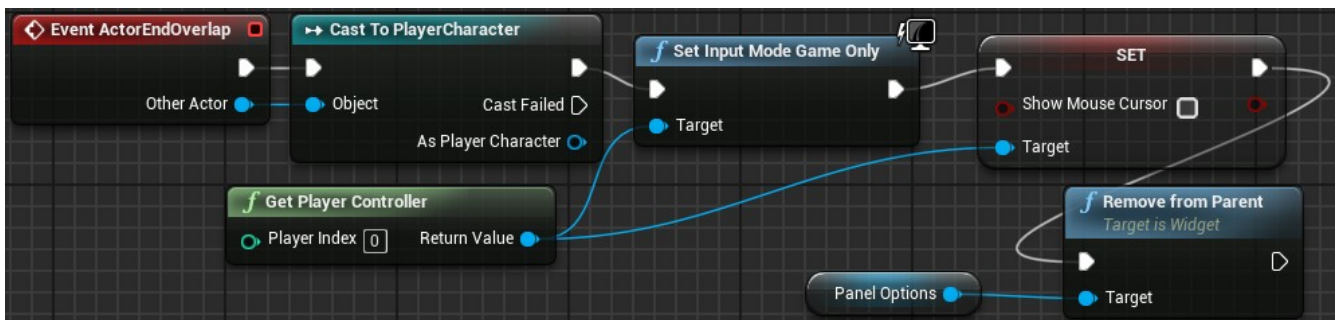 Event ActorEndOverlap
Other Actor
Cast To PlayerCharacter
Object
Cast Failed
As Player Character
f Set Input Mode Game Only
Target
SET
Show Mouse Cursor
Target
f Get Player Controller
Player Index 0
Return Value
f Remove from Parent
Target is Widget
Target
Panel Options